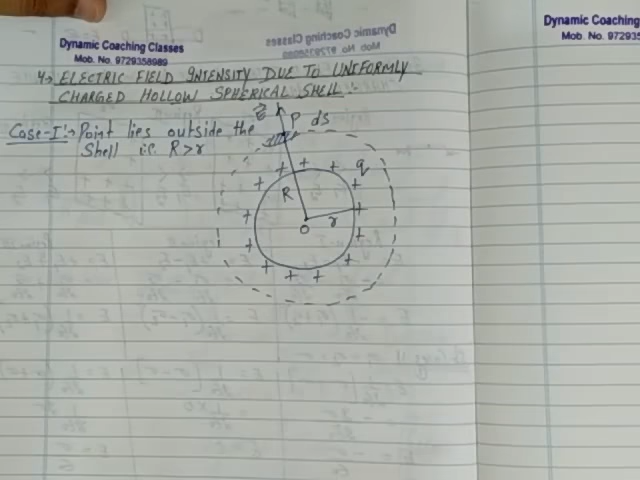 Dynamic Coaching Classes
Mob. No. 9729358989
Dynamic Coaching
Mob. No. 9729
4→ ELECTRIC FIELD INTENSITY DUE TO UNIFORMLY
CHARGED HOLLOW SPHERICAL SHELL :-
Case-I :→ Point lies outside the
Shell i.e. R>r
E P ds
q
R
r
O